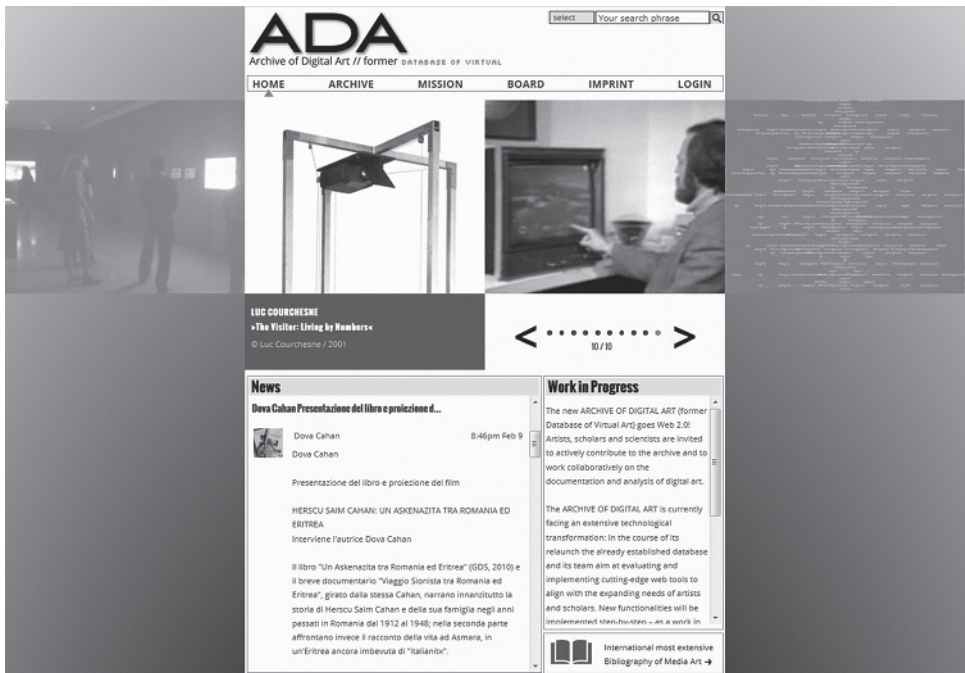 ADA
Archive of Digital Art // former DATABASE OF VIRTUAL
select
Your search phrase
HOME ARCHIVE MISSION BOARD IMPRINT LOGIN
LUC COURCHESNE
»The Visitor: Living by Numbers«
© Luc Courchesne / 2001
< >
10 / 10
News
Dova Cahan Presentazione del libro e proiezione d...
Dova Cahan 8:46pm Feb 9
Dova Cahan
Presentazione del libro e proiezione del film
HERSCU SAIM CAHAN: UN ASKENAZITA TRA ROMANIA ED
ERITREA
Interviene l'autrice Dova Cahan
Il libro "Un Askenazita tra Romania ed Eritrea" (GDS, 2010) e
il breve documentario "Viaggio Sionista tra Romania ed
Eritrea", girato dalla stessa Cahan, narrano innanzitutto la
storia di Herscu Saim Cahan e della sua famiglia negli anni
passati in Romania dal 1912 al 1948; nella seconda parte
affrontano invece il racconto della vita ad Asmara, in
un'Eritrea ancora imbevuta di "italianitx".
Work in Progress
The new ARCHIVE OF DIGITAL ART (former
Database of Virtual Art) goes Web 2.0!
Artists, scholars and scientists are invited
to actively contribute to the archive and to
work collaboratively on the
documentation and analysis of digital art.
The ARCHIVE OF DIGITAL ART is currently
facing an extensive technological
transformation: In the course of its
relaunch the already established database
and its team aim at evaluating and
implementing cutting-edge web tools to
align with the expanding needs of artists
and scholars. New functionalities will be
implemented step-by-step – as a work in
International most extensive
Bibliography of Media Art →